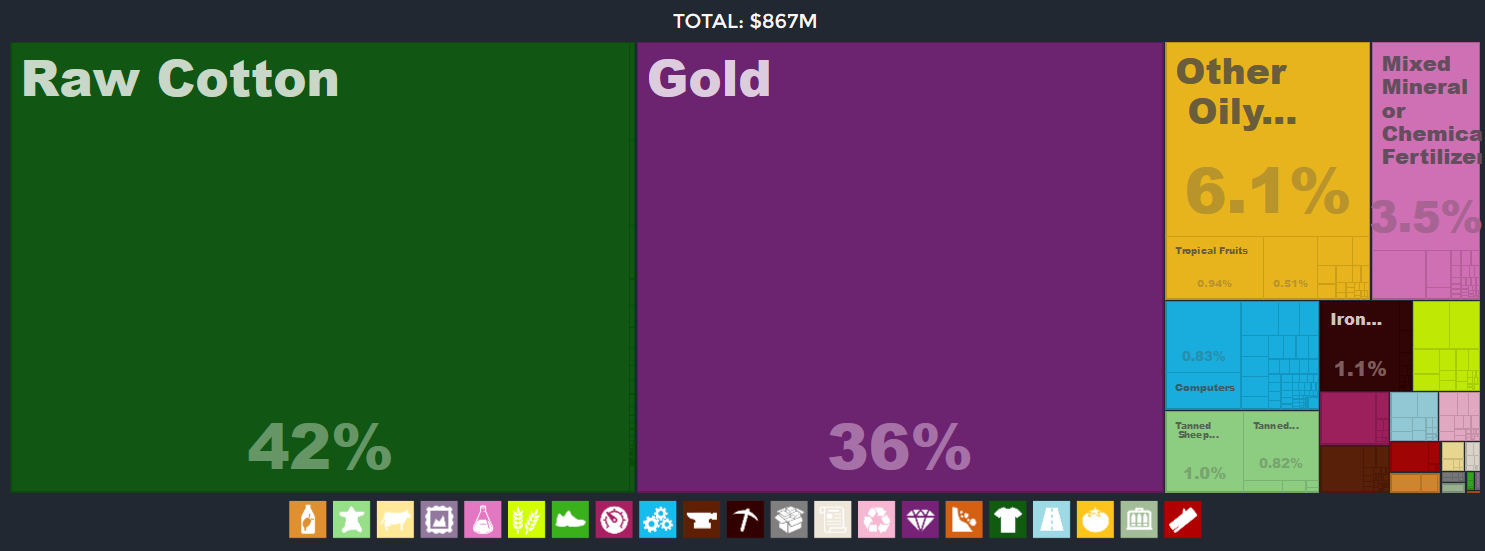 TOTAL: $867M
Raw Cotton
42%
Gold
36%
Other
Oily...
6.1%
Tropical Fruits
0.94%
0.51%
Mixed
Mineral
or
Chemica
Fertilizer
3.5%
0.83%
Computers
Iron...
1.1%
Tanned
Sheep...
1.0%
Tanned...
0.82%